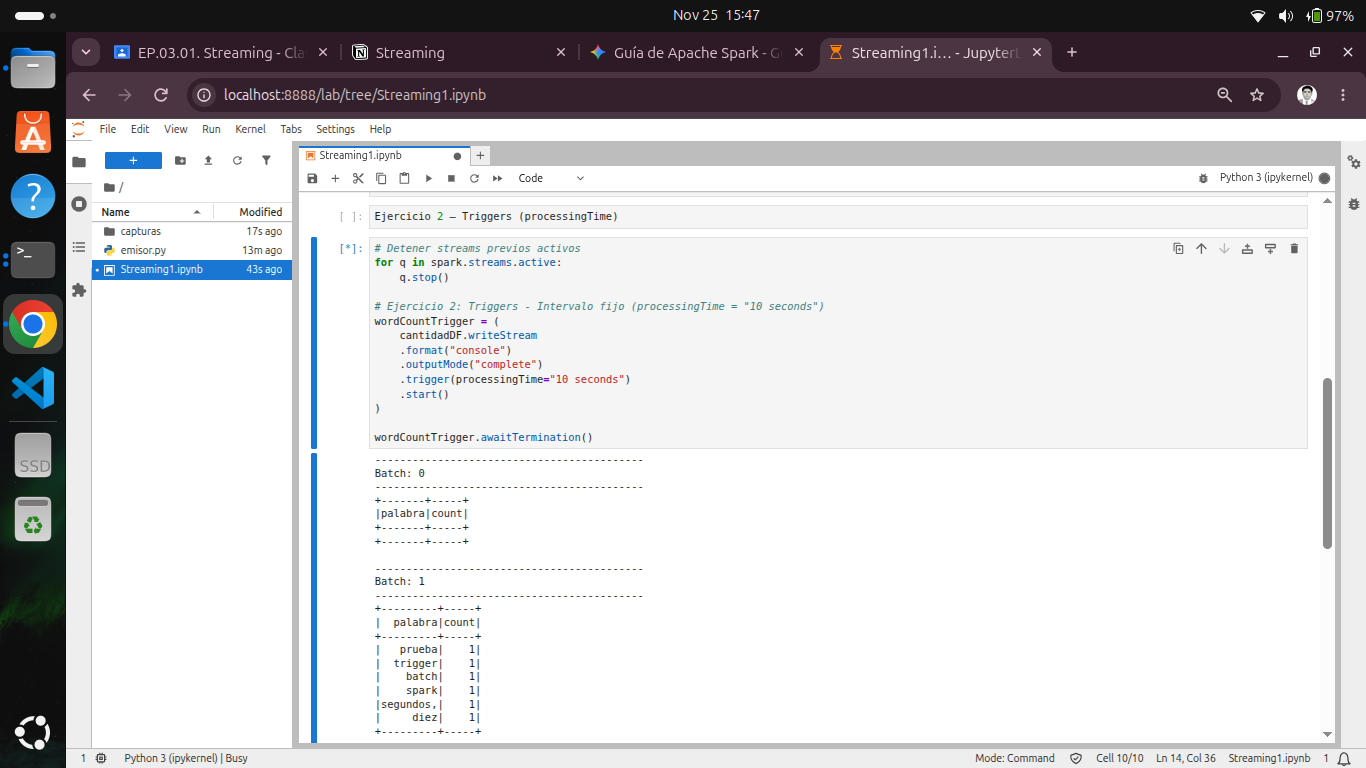 Nov 25 15:47
97%
EP.03.01. Streaming - Cla
Streaming
Guía de Apache Spark - G
Streaming1.i… - JupyterL
localhost:8888/lab/tree/Streaming1.ipynb
File Edit View Run Kernel Tabs Settings Help
Streaming1.ipynb
Code
Python 3 (ipykernel)
/
Name Modified
capturas 17s ago
emisor.py 13m ago
Streaming1.ipynb 43s ago
[ ]: Ejercicio 2 — Triggers (processingTime)
[*]: # Detener streams previos activos
for q in spark.streams.active:
    q.stop()
# Ejercicio 2: Triggers - Intervalo fijo (processingTime = "10 seconds")
wordCountTrigger = (
    cantidadDF.writeStream
    .format("console")
    .outputMode("complete")
    .trigger(processingTime="10 seconds")
    .start()
)
wordCountTrigger.awaitTermination()
-------------------------------------------
Batch: 0
-------------------------------------------
+-------+-----+
|palabra|count|
+-------+-----+
+-------+-----+
-------------------------------------------
Batch: 1
-------------------------------------------
+---------+-----+
|  palabra|count|
+---------+-----+
|   prueba|    1|
|  trigger|    1|
|    batch|    1|
|    spark|    1|
|segundos,|    1|
|     diez|    1|
+---------+-----+
SSD
1 Python 3 (ipykernel) | Busy
Mode: Command Cell 10/10 Ln 14, Col 36 Streaming1.ipynb 1